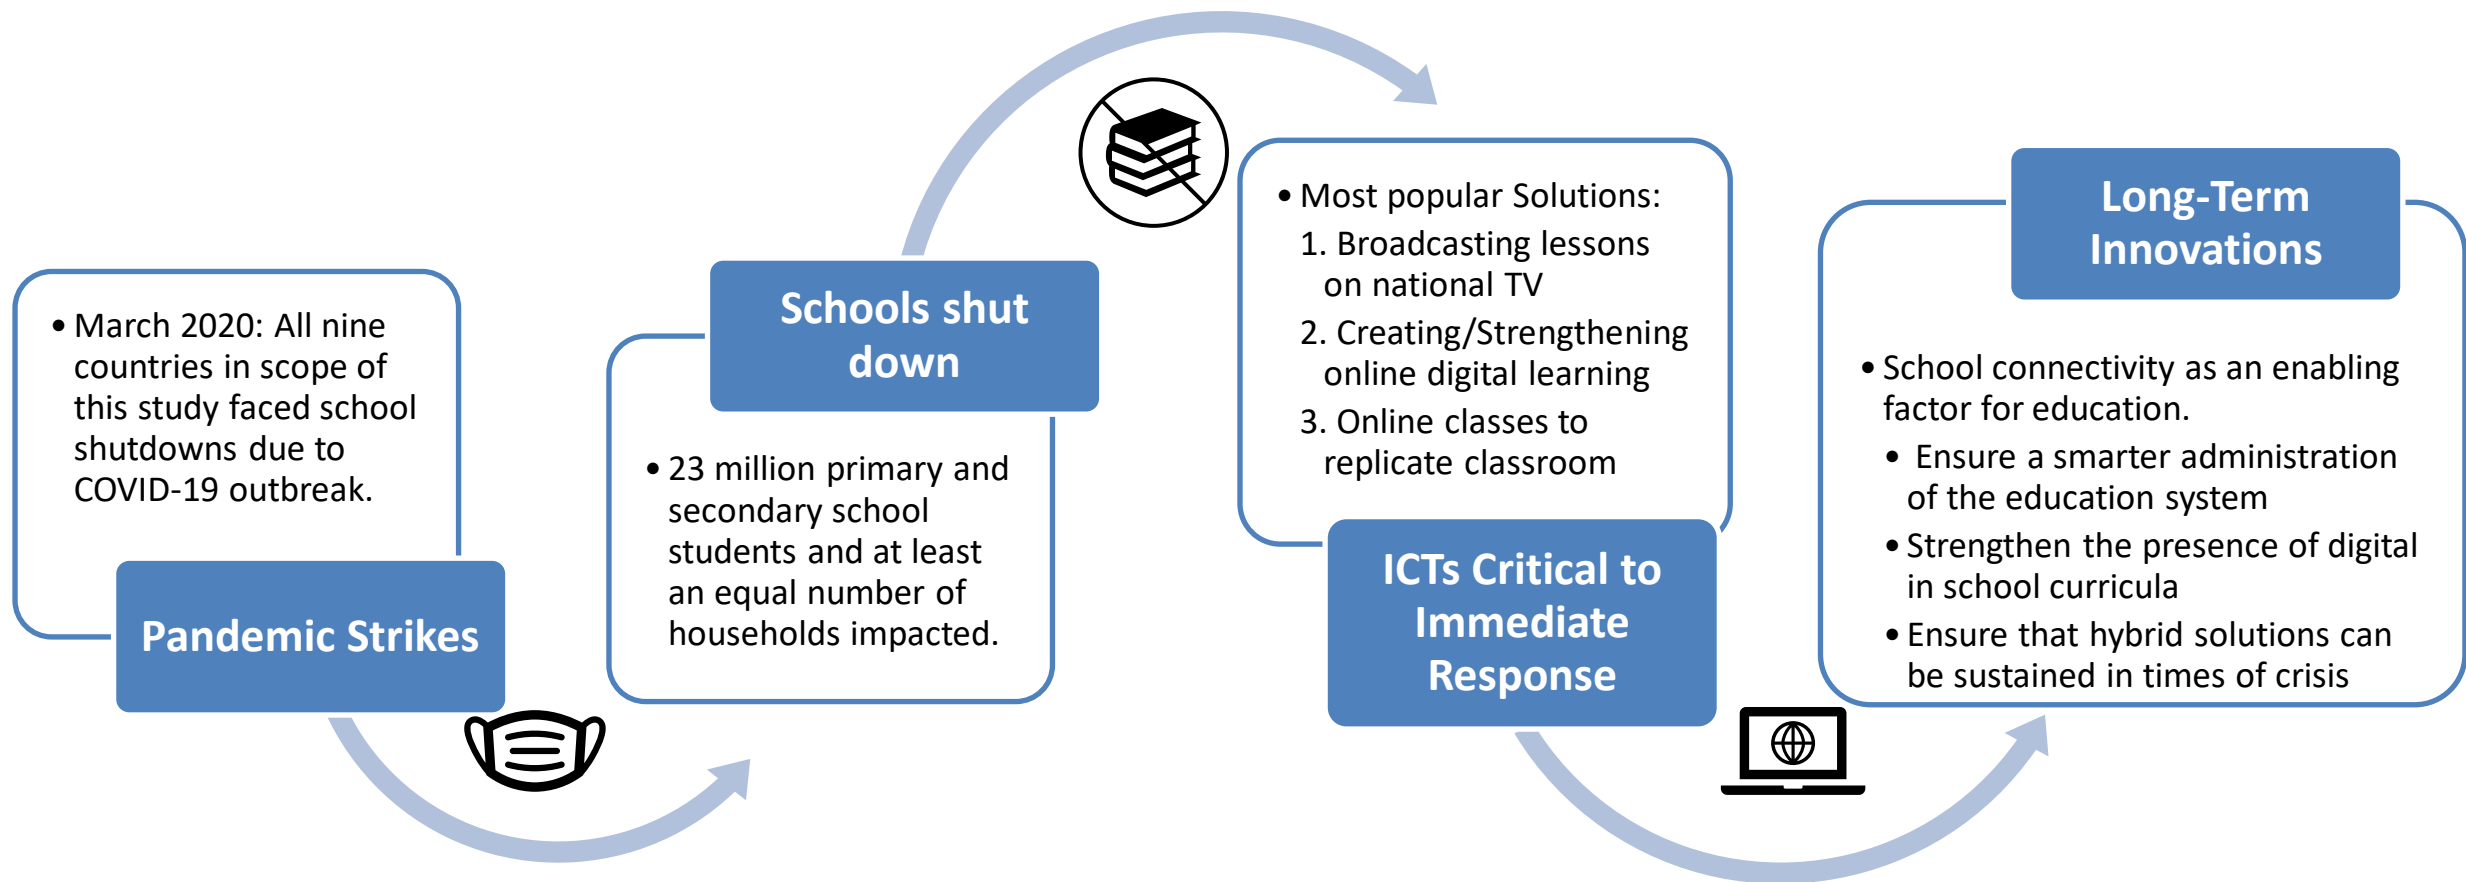 • March 2020: All nine
countries in scope of
this study faced school
shutdowns due to
COVID-19 outbreak.
Pandemic Strikes
Schools shut
down
• 23 million primary and
secondary school
students and at least
an equal number of
households impacted.
• Most popular Solutions:
1. Broadcasting lessons
on national TV
2. Creating/Strengthening
online digital learning
3. Online classes to
replicate classroom
ICTs Critical to
Immediate
Response
Long-Term
Innovations
• School connectivity as an enabling
factor for education.
• Ensure a smarter administration
of the education system
• Strengthen the presence of digital
in school curricula
• Ensure that hybrid solutions can
be sustained in times of crisis